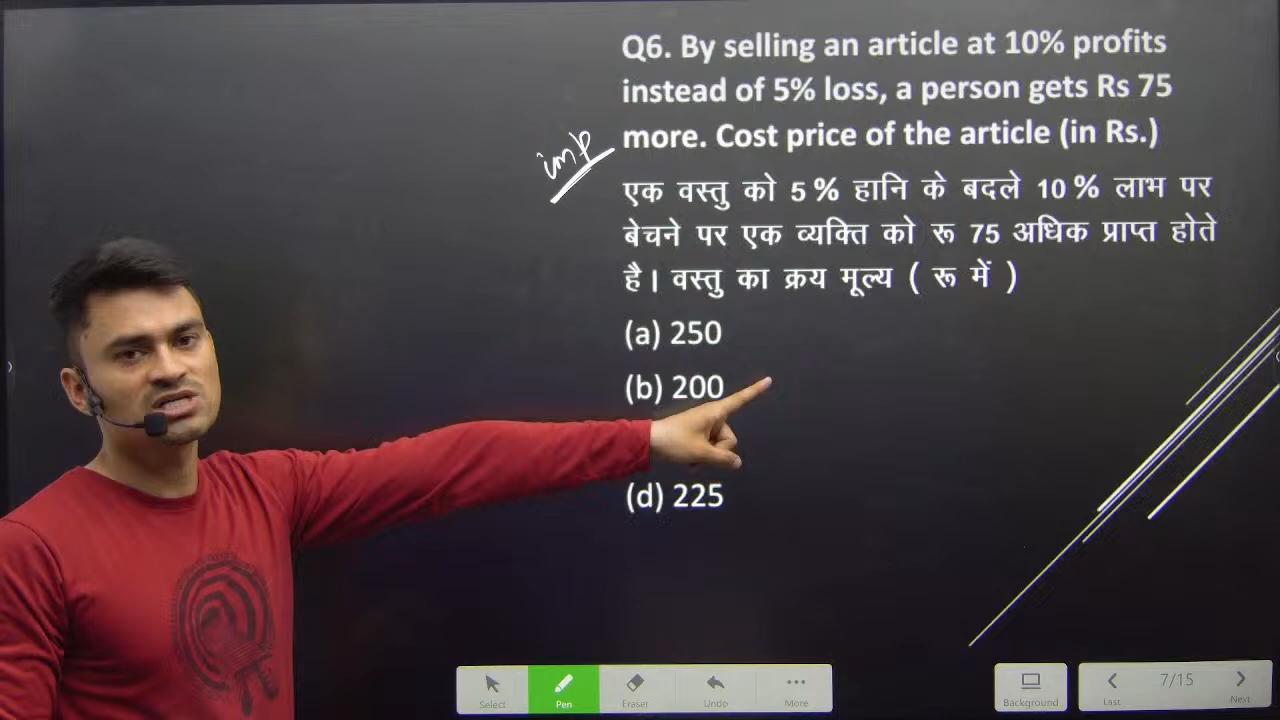 Q6. By selling an article at 10% profits
instead of 5% loss, a person gets Rs 75
more. Cost price of the article (in Rs.)
imp
एक वस्तु को 5 % हानि के बदले 10 % लाभ पर
बेचने पर एक व्यक्ति को रू 75 अधिक प्राप्त होते
है। वस्तु का क्रय मूल्य ( रू में )
(a) 250
(b) 200
(d) 225
Select
Pen
Eraser
Undo
More
Background
Last
7/15
Next